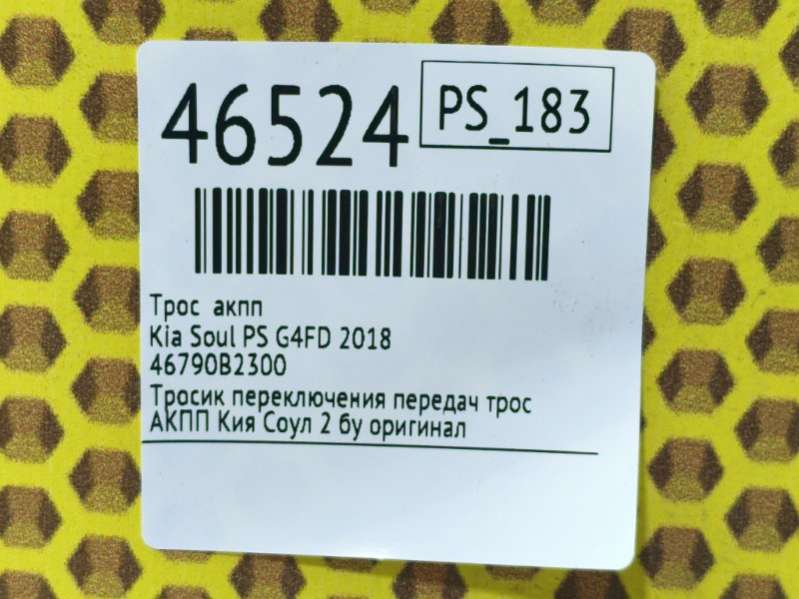 46524
PS_183
Трос акпп
Kia Soul PS G4FD 2018
46790B2300
Тросик переключения передач трос
АКПП Кия Соул 2 бу оригинал